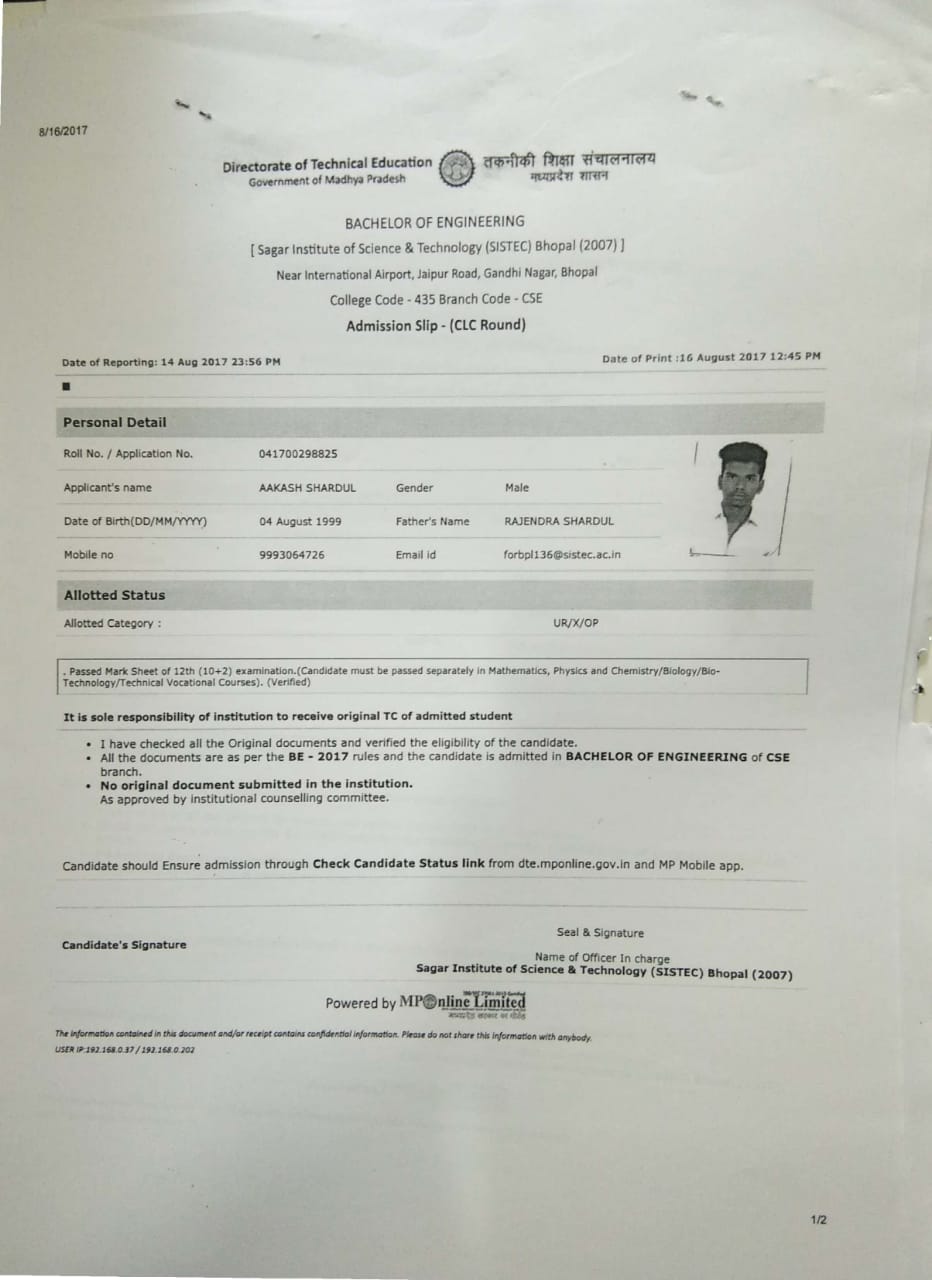 8/16/2017
Directorate of Technical Education तकनीकी शिक्षा संचालनालय
Government of Madhya Pradesh मध्यप्रदेश शासन
BACHELOR OF ENGINEERING
[ Sagar Institute of Science & Technology (SISTEC) Bhopal (2007) ]
Near International Airport, Jaipur Road, Gandhi Nagar, Bhopal
College Code - 435 Branch Code - CSE
Admission Slip - (CLC Round)
Date of Reporting: 14 Aug 2017 23:56 PM Date of Print :16 August 2017 12:45 PM
Personal Detail
Roll No. / Application No. 041700298825
Applicant's name AAKASH SHARDUL Gender Male
Date of Birth(DD/MM/YYYY) 04 August 1999 Father's Name RAJENDRA SHARDUL
Mobile no 9993064726 Email id forbpl136@sistec.ac.in
Allotted Status
Allotted Category : UR/X/OP
. Passed Mark Sheet of 12th (10+2) examination.(Candidate must be passed separately in Mathematics, Physics and Chemistry/Biology/Bio-
Technology/Technical Vocational Courses). (Verified)
It is sole responsibility of institution to receive original TC of admitted student
• I have checked all the Original documents and verified the eligibility of the candidate.
• All the documents are as per the BE - 2017 rules and the candidate is admitted in BACHELOR OF ENGINEERING of CSE
branch.
• No original document submitted in the institution.
As approved by institutional counselling committee.
Candidate should Ensure admission through Check Candidate Status link from dte.mponline.gov.in and MP Mobile app.
Seal & Signature
Candidate's Signature
Name of Officer In charge
Sagar Institute of Science & Technology (SISTEC) Bhopal (2007)
Powered by MPOnline Limited
The information contained in this document and/or receipt contains confidential information. Please do not share this information with anybody.
USER IP:192.168.0.37 / 192.168.0.202
1/2